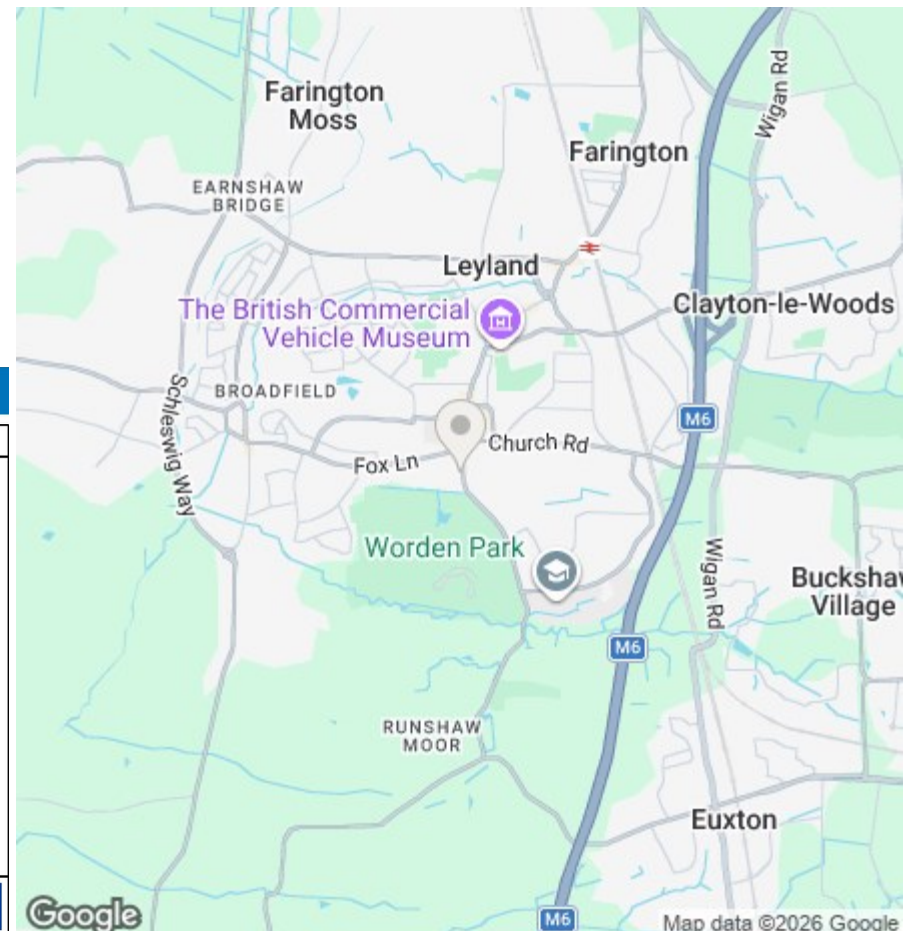 Farington
Moss
Wigan Rd
Farington
EARNSHAW
BRIDGE
Leyland
The British Commercial
Vehicle Museum
Clayton-le-Woods
Schleswig Way
BROADFIELD
M6
Church Rd
Fox Ln
Worden Park
Wigan Rd
Buckshaw
Village
M6
RUNSHAW
MOOR
Euxton
Google
M6
Map data ©2026 Google